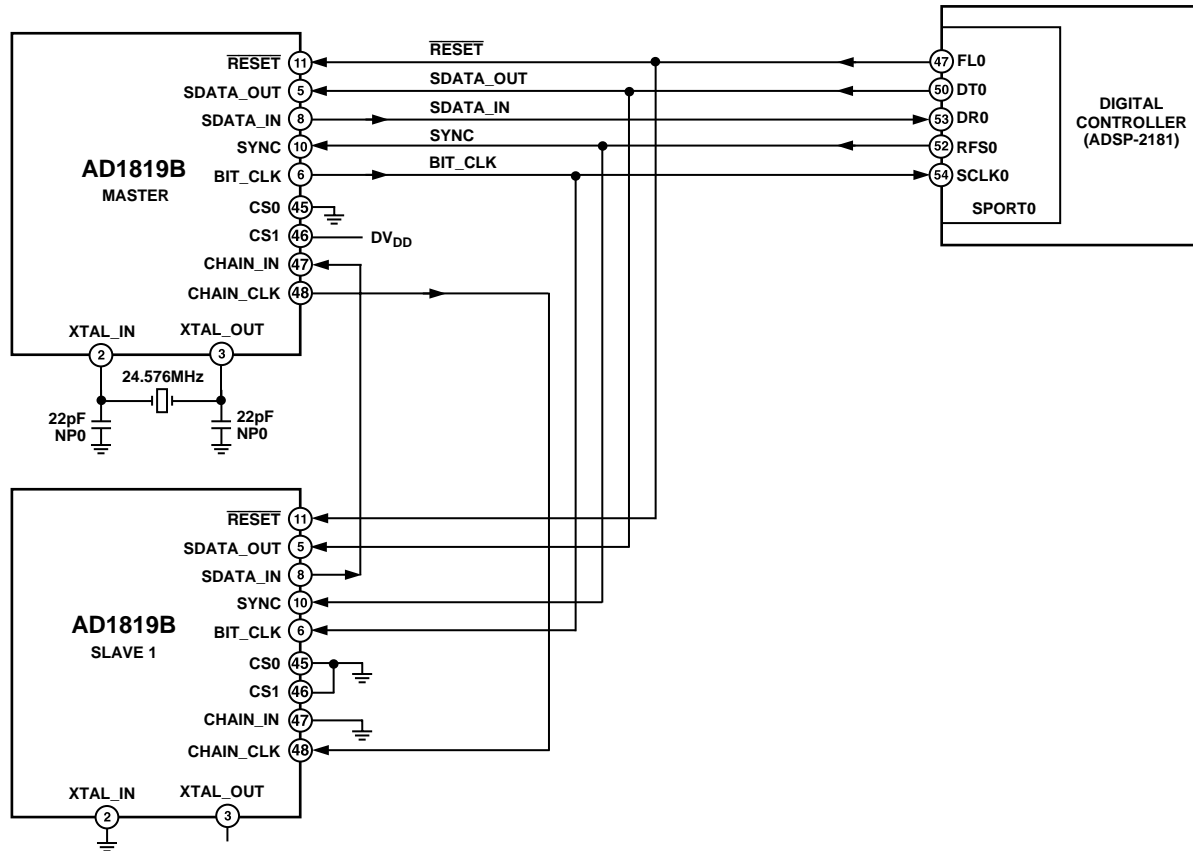 RESET
11
RESET
47
FL0
SDATA_OUT
5
SDATA_OUT
50
DT0
SDATA_IN
8
SDATA_IN
53
DR0
DIGITAL
CONTROLLER
(ADSP-2181)
SYNC
10
SYNC
52
RFS0
AD1819B
MASTER
BIT_CLK
6
BIT_CLK
54
SCLK0
SPORT0
CS0
45
CS1
46
DVDD
CHAIN_IN
47
CHAIN_CLK
48
XTAL_IN
XTAL_OUT
2
3
24.576MHz
22pF
NP0
22pF
NP0
RESET
11
SDATA_OUT
5
SDATA_IN
8
SYNC
10
AD1819B
SLAVE 1
BIT_CLK
6
CS0
45
CS1
46
CHAIN_IN
47
CHAIN_CLK
48
XTAL_IN
XTAL_OUT
2
3